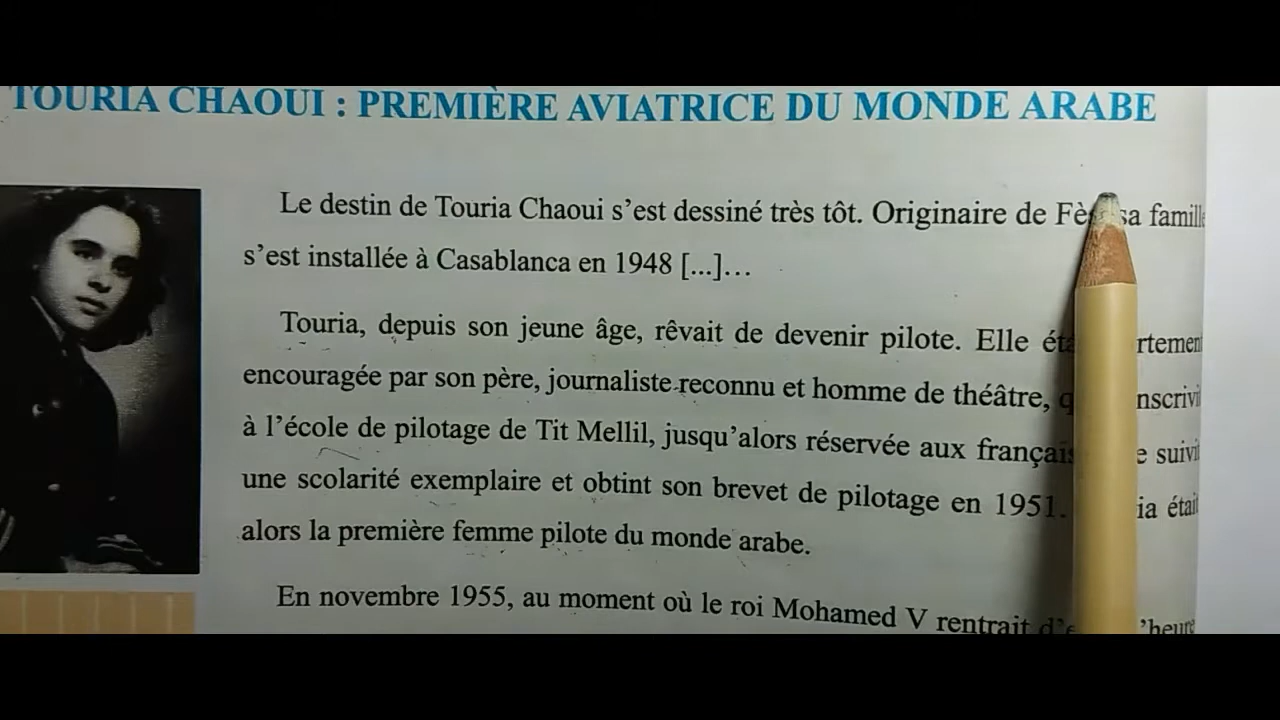 TOURIA CHAOUI : PREMIÈRE AVIATRICE DU MONDE ARABE
Le destin de Touria Chaoui s’est dessiné très tôt. Originaire de sa
s’est installée à Casablanca en 1948 [...]…
Touria, depuis son jeune âge, rêvait de devenir pilote. Elle
encouragée par son père, journaliste reconnu et homme de théâtre,
à l’école de pilotage de Tit Mellil, jusqu’alors réservée aux
une scolarité exemplaire et obtint son brevet de pilotage en 1951. était
alors la première femme pilote du monde arabe.
En novembre 1955, au moment où le roi Mohamed V rentrait